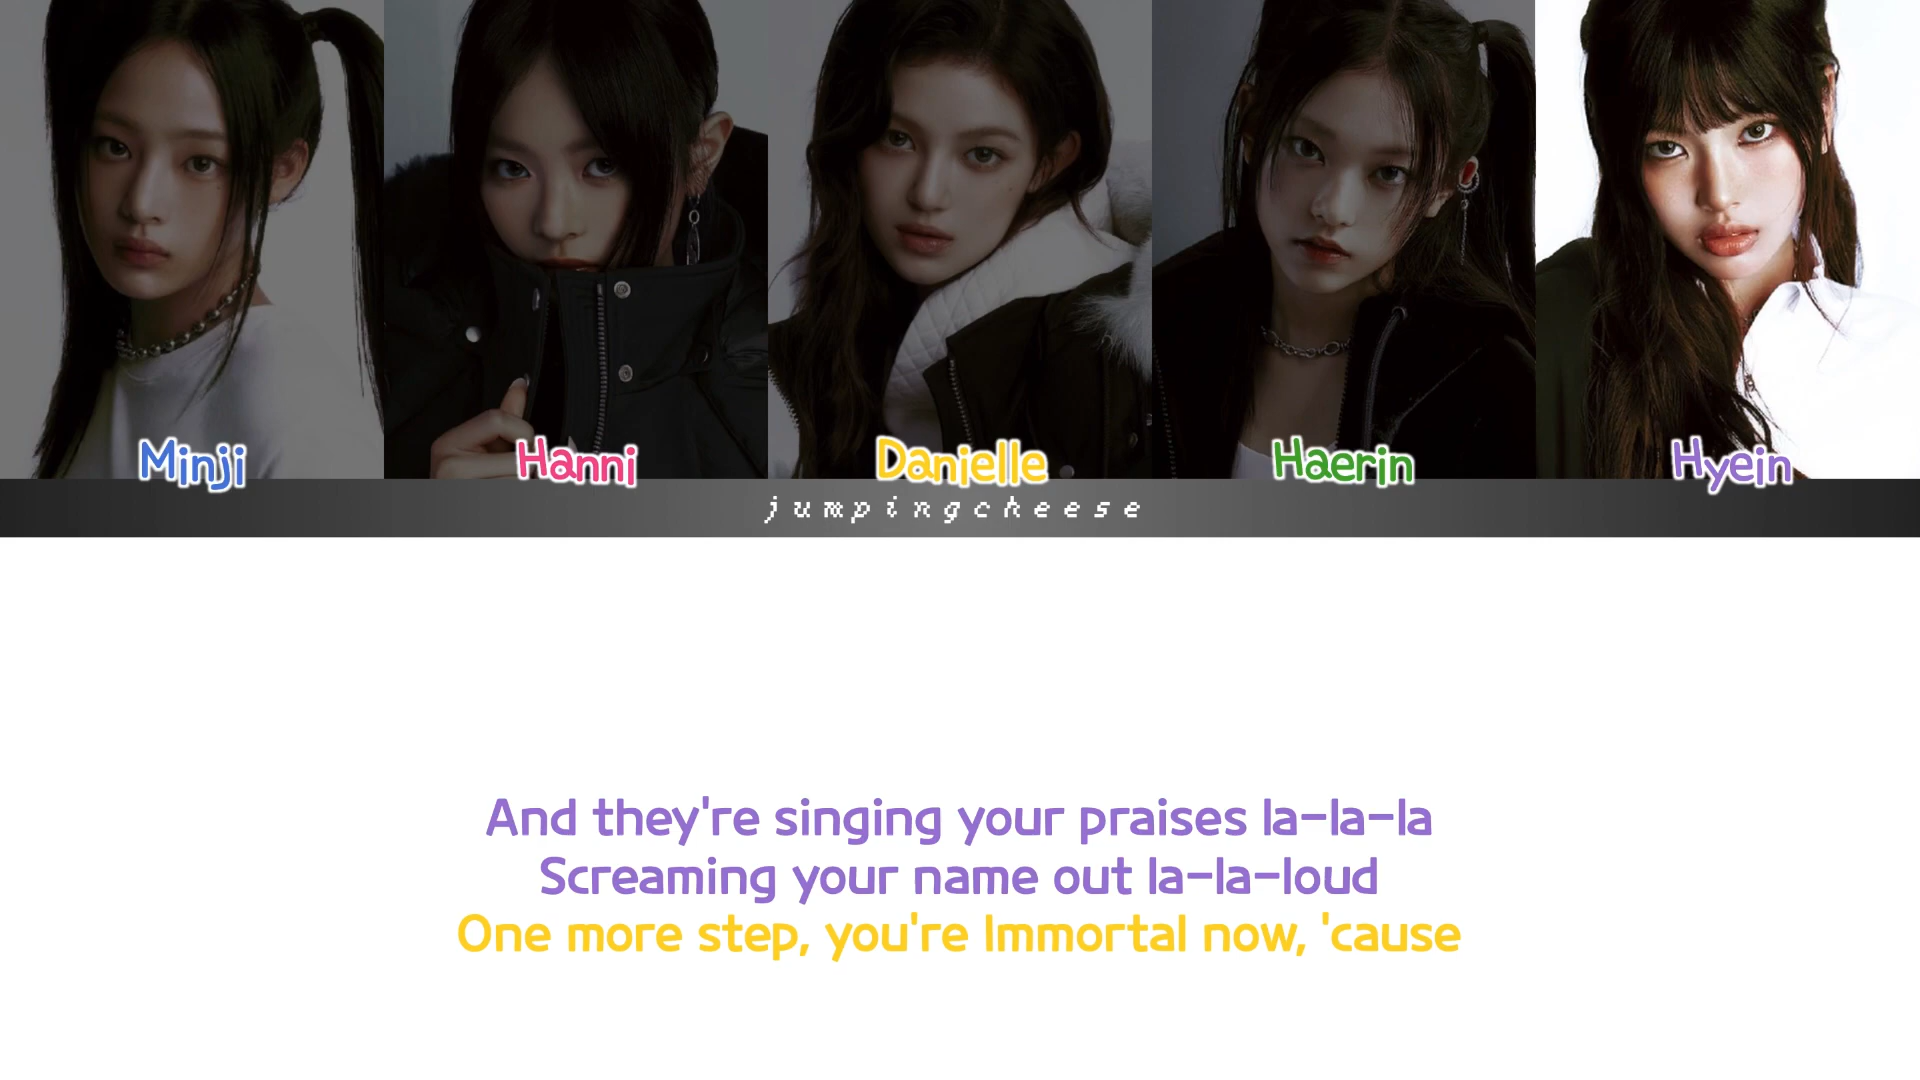 Minji
Hanni
Danielle
Haerin
Hyein
jumpingcheese
And they're singing your praises la-la-la
Screaming your name out la-la-loud
One more step, you're Immortal now, 'cause